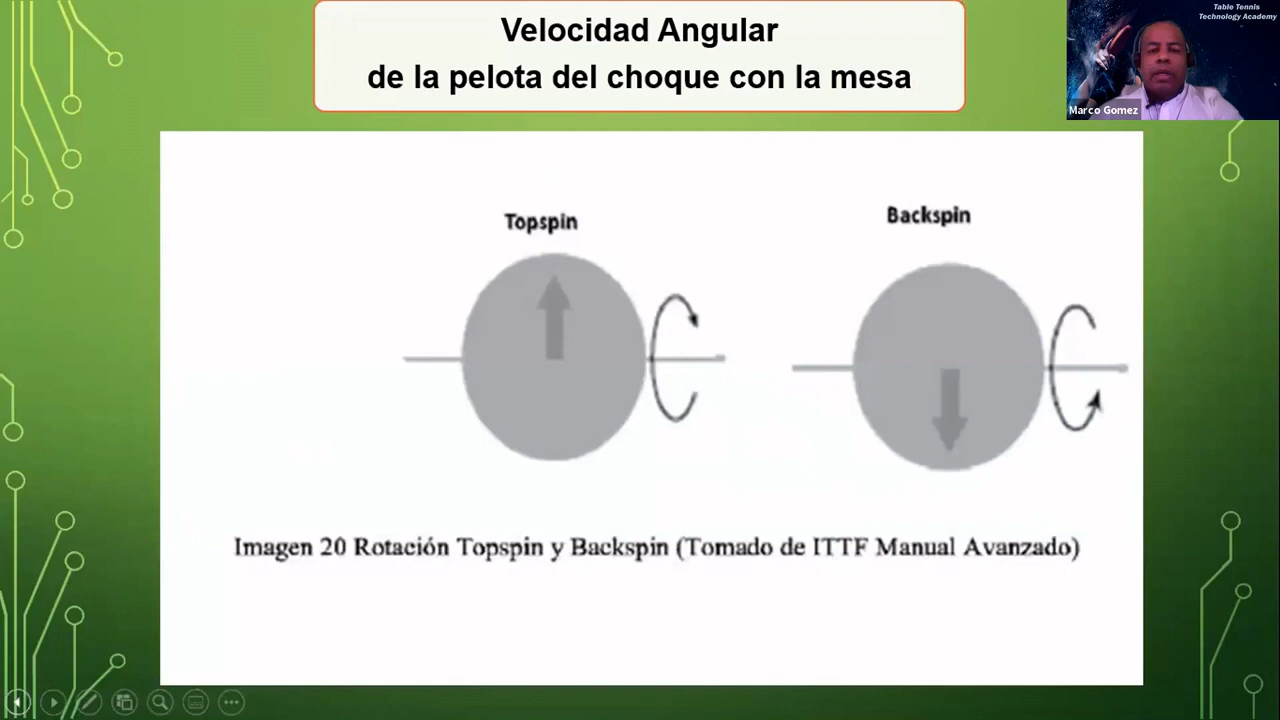 Velocidad Angular
de la pelota del choque con la mesa
Table Tennis
Technology Academy
Marco Gomez
Topspin
Backspin
Imagen 20 Rotación Topspin y Backspin (Tomado de ITTF Manual Avanzado)